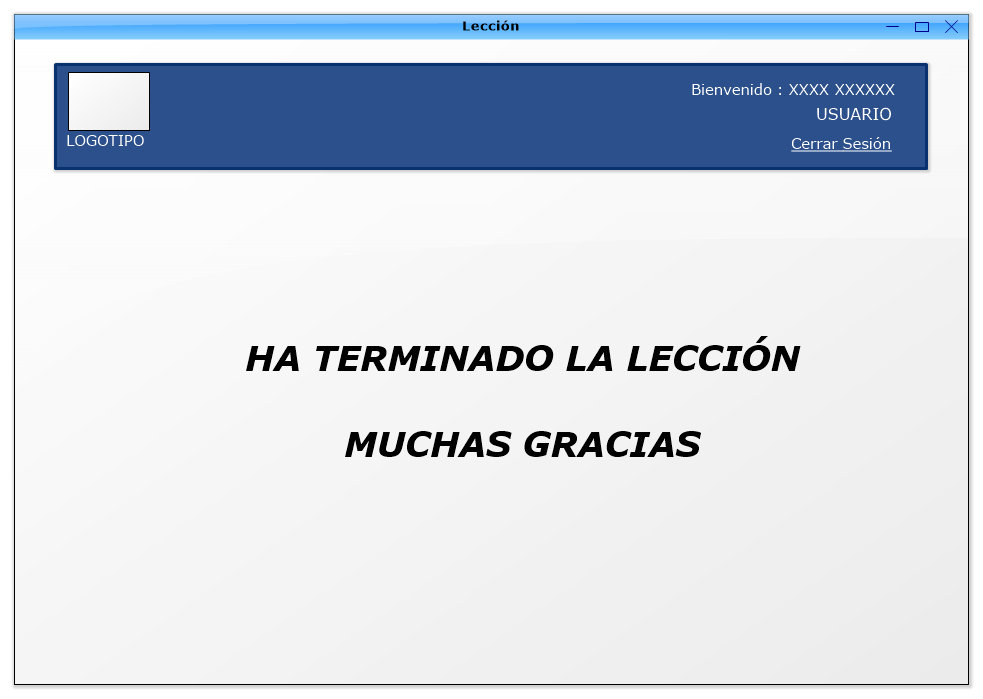 Lección
LOGOTIPO
Bienvenido : XXXX XXXXXX
USUARIO
Cerrar Sesión
HA TERMINADO LA LECCIÓN
MUCHAS GRACIAS